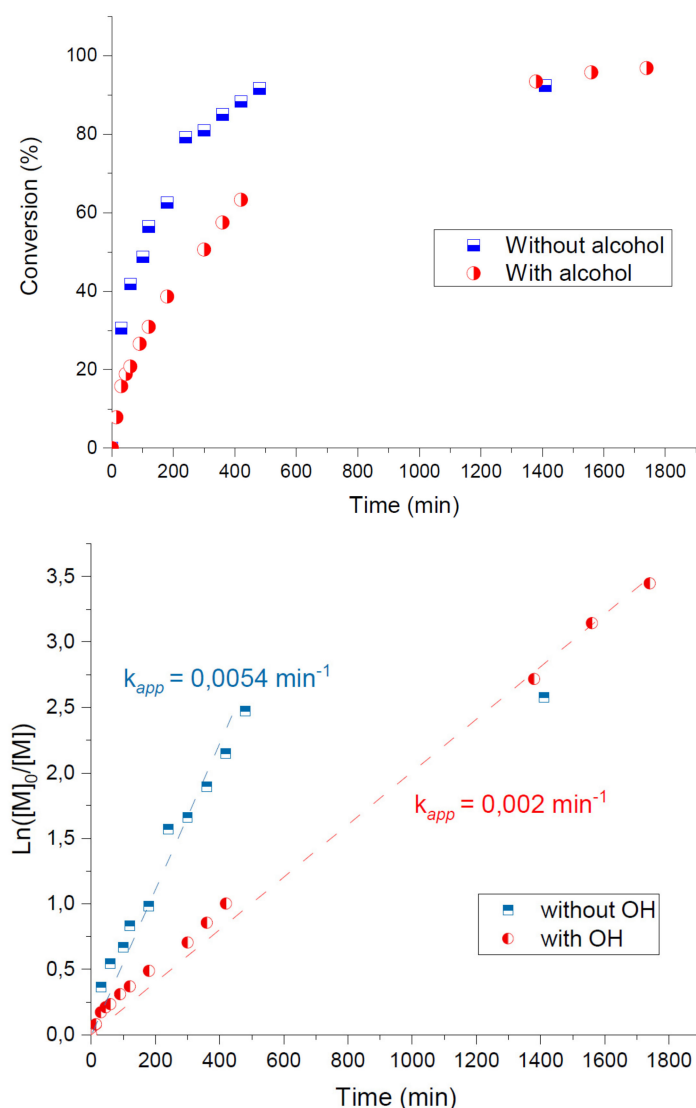 100
80
60
40
20
0
Conversion (%)
Without alcohol
With alcohol
0 200 400 600 800 1000 1200 1400 1600 1800
Time (min)
3,5
3,0
2,5
2,0
1,5
1,0
0,5
0,0
Ln([M]0/[M])
kapp = 0,0054 min-1
kapp = 0,002 min-1
without OH
with OH
0 200 400 600 800 1000 1200 1400 1600 1800
Time (min)